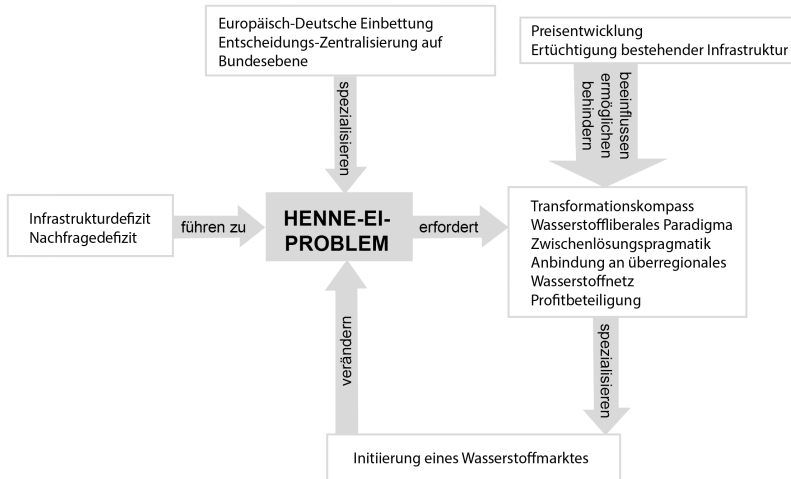 Europäisch-Deutsche Einbettung
Entscheidungs-Zentralisierung auf
Bundesebene
Preisentwicklung
Ertüchtigung bestehender Infrastruktur
spezialisieren
beeinflussen
ermöglichen
behindern
Infrastrukturdefizit
Nachfragedefizit
führen zu
HENNE-EI-
PROBLEM
erfordert
Transformationskompass
Wasserstoffliberales Paradigma
Zwischenlösungspragmatik
Anbindung an überregionales
Wasserstoffnetz
Profitbeteiligung
verändern
spezialisieren
Initiierung eines Wasserstoffmarktes